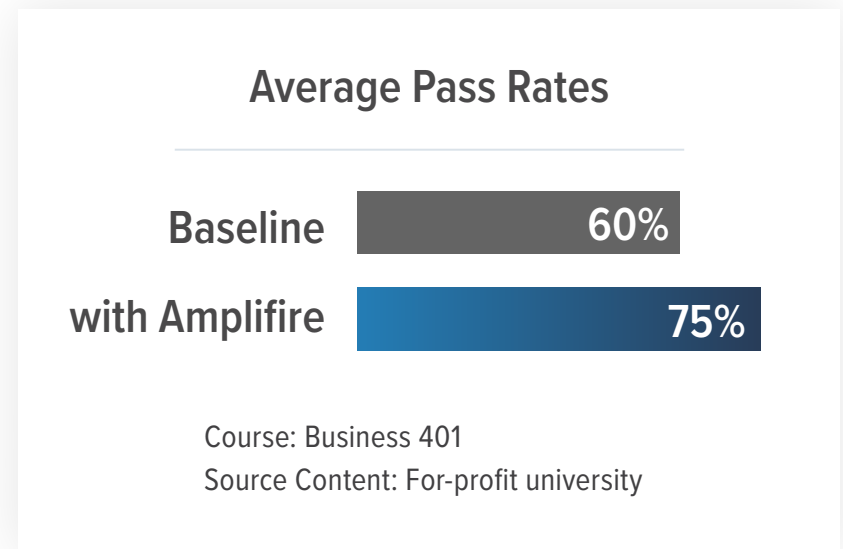 Average Pass Rates
Baseline 60%
with Amplifire 75%
Course: Business 401
Source Content: For-profit university